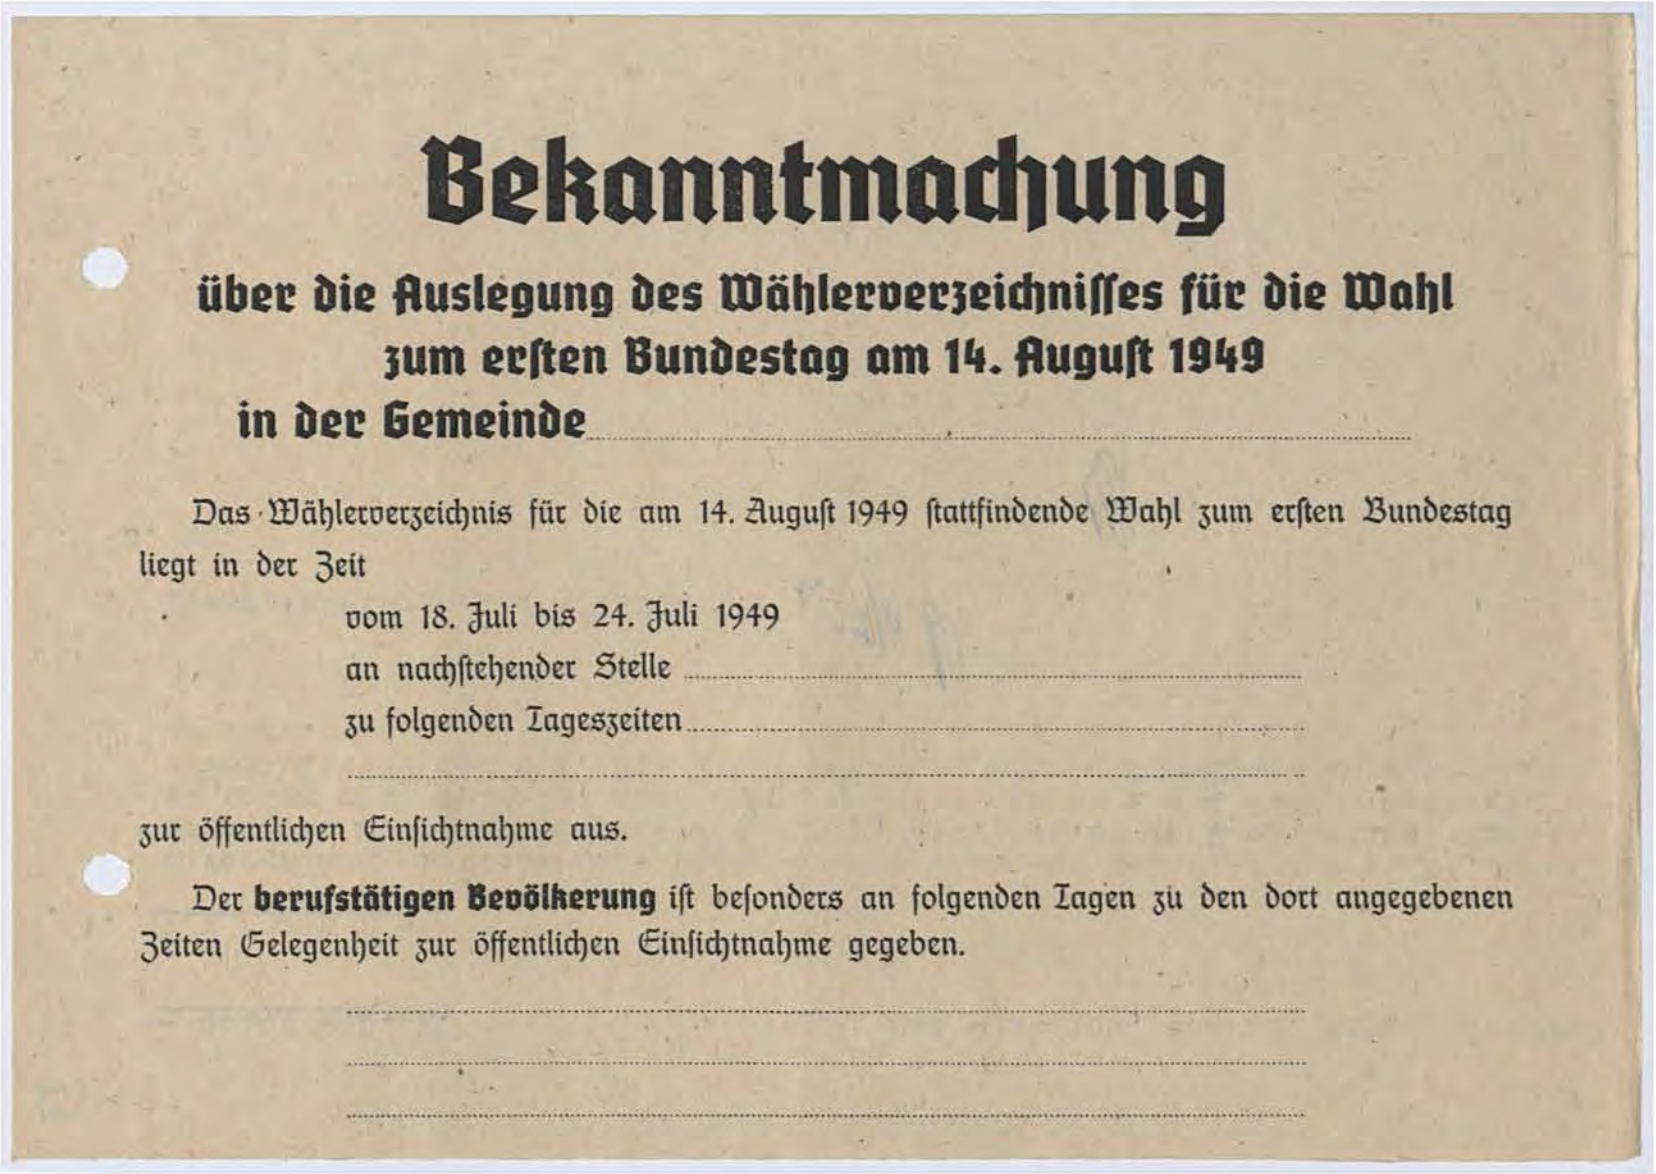 Bekanntmachung
über die Auslegung des Wählerverzeichnisses für die Wahl
zum ersten Bundestag am 14. August 1949
in der Gemeinde
Das Wählerverzeichnis für die am 14. August 1949 stattfindende Wahl zum ersten Bundestag
liegt in der Zeit
vom 18. Juli bis 24. Juli 1949
an nachstehender Stelle
zu folgenden Tageszeiten
zur öffentlichen Einsichtnahme aus.
Der berufstätigen Bevölkerung ist besonders an folgenden Tagen zu den dort angegebenen
Zeiten Gelegenheit zur öffentlichen Einsichtnahme gegeben.